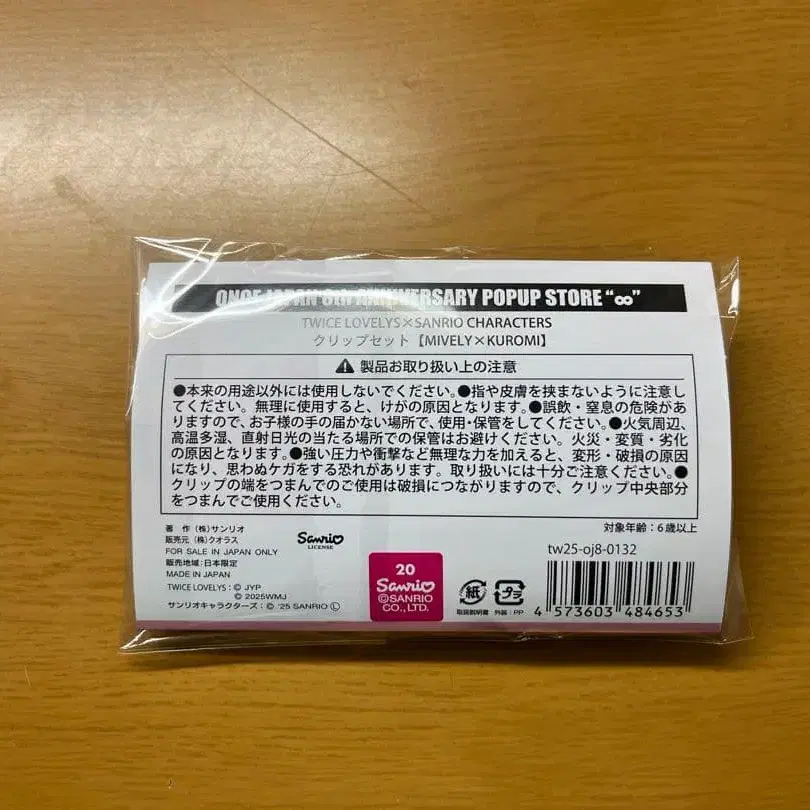 ONCE JAPAN 8th ANNIVERSARY POPUP STORE “∞”
TWICE LOVELYS×SANRIO CHARACTERS
クリップセット【MIVELY×KUROMI】
製品お取り扱い上の注意
●本来の用途以外には使用しないでください。●指や皮膚を挟まないように注意し
てください。無理に使用すると、けがの原因となります。●誤飲・窒息の危険があ
りますので、お子様の手の届かない場所で、使用・保管をしてください。●火気周辺、
高温多湿、直射日光の当たる場所での保管はお避けください。火災・変質・劣化
の原因となります。●強い圧力や衝撃など無理な力を加えると、変形・破損の原因
になり、思わぬケガをする恐れがあります。取り扱いには十分ご注意ください。●
クリップの端をつまんでのご使用は破損につながりますので、クリップ中央部分
をつまんでご使用ください。
著 作 (株)サンリオ
販売元 (株)クオラス
FOR SALE IN JAPAN ONLY
販売地域:日本限定
MADE IN JAPAN
TWICE LOVELYS:© JYP
© 2025WMJ
サンリオキャラクターズ:© '25 SANRIO Ⓛ
Sanrio
LICENSE
20
Sanrio
©SANRIO
CO.,LTD.
対象年齢:6歳以上
tw25-oj8-0132
紙
取扱説明書
プラ
外装:PP
4 573603 484653